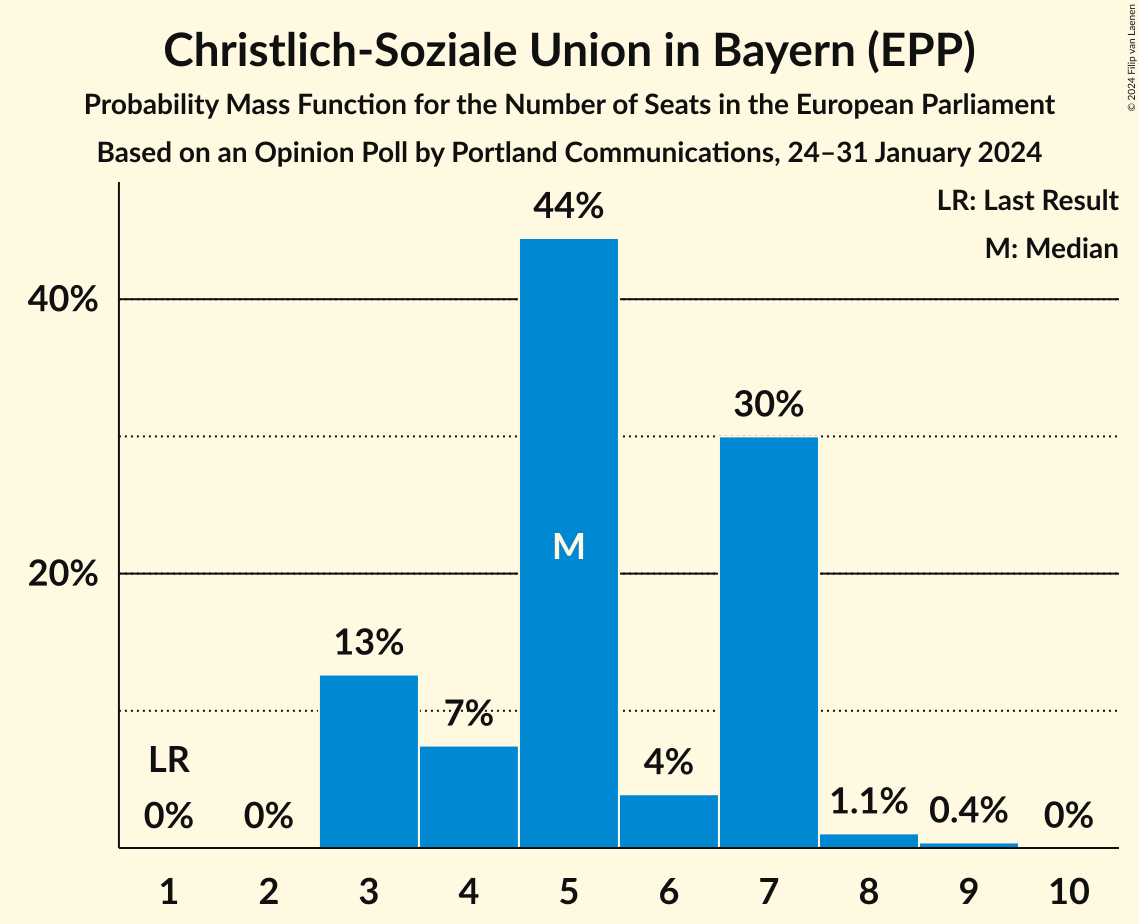 Christlich-Soziale Union in Bayern (EPP)
Probability Mass Function for the Number of Seats in the European Parliament
Based on an Opinion Poll by Portland Communications, 24–31 January 2024
© 2024 Filip van Laenen
LR: Last Result
M: Median
44%
40%
30%
M
20%
13%
7%
LR
4%
0%
0%
1.1%
0.4%
0%
1 2 3 4 5 6 7 8 9 10